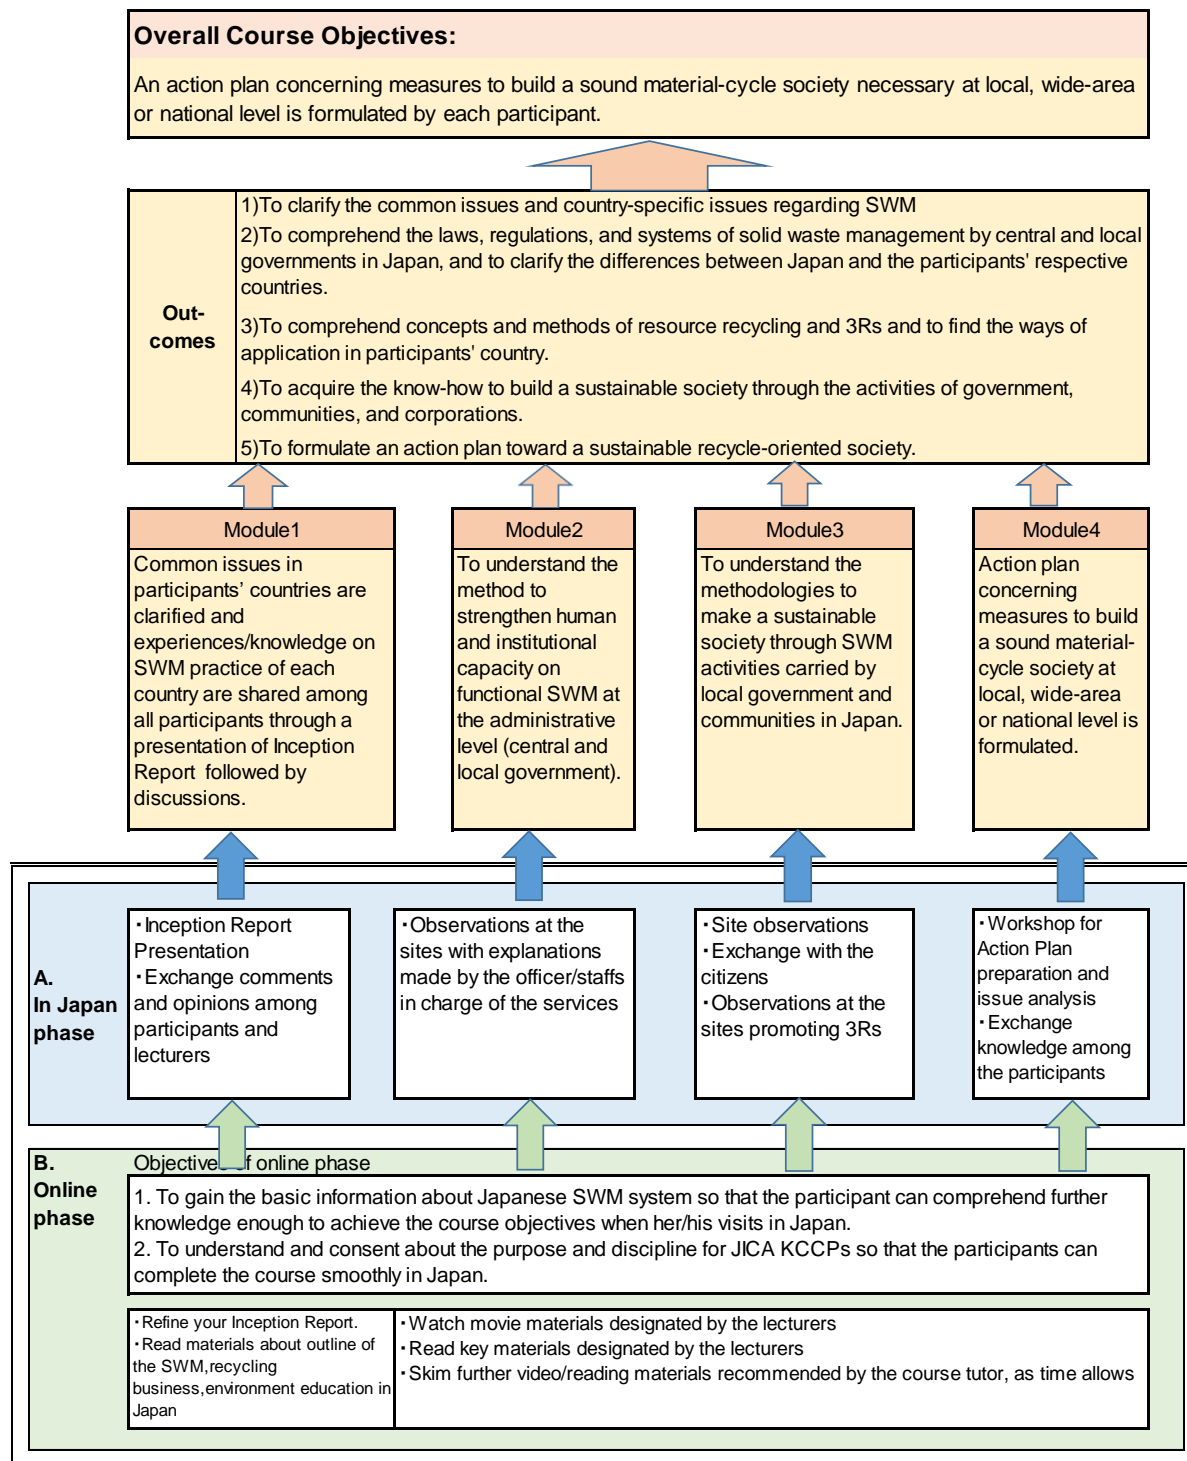 Overall Course Objectives:
An action plan concerning measures to build a sound material-cycle society necessary at local, wide-area
or national level is formulated by each participant.
Out-
comes
1)To clarify the common issues and country-specific issues regarding SWM
2)To comprehend the laws, regulations, and systems of solid waste management by central and local
governments in Japan, and to clarify the differences between Japan and the participants' respective
countries.
3)To comprehend concepts and methods of resource recycling and 3Rs and to find the ways of
application in participants' country.
4)To acquire the know-how to build a sustainable society through the activities of government,
communities, and corporations.
5)To formulate an action plan toward a sustainable recycle-oriented society.
Module1
Common issues in
participants' countries are
clarified and
experiences/knowledge on
SWM practice of each
country are shared among
all participants through a
presentation of Inception
Report followed by
discussions.
Module2
To understand the
method to
strengthen human
and institutional
capacity on
functional SWM at
the administrative
level (central and
local government).
Module3
To understand the
methodologies to
make a sustainable
society through SWM
activities carried by
local government and
communities in Japan.
Module4
Action plan
concerning
measures to build
a sound material-
cycle society at
local, wide-area
or national level is
formulated.
A.
In Japan
phase
・Inception Report
Presentation
・Exchange comments
and opinions among
participants and
lecturers
・Observations at the
sites with explanations
made by the officer/staffs
in charge of the services
・Site observations
・Exchange with the
citizens
・Observations at the
sites promoting 3Rs
・Workshop for
Action Plan
preparation and
issue analysis
・Exchange
knowledge among
the participants
B.
Online
phase
Objectives of online phase
1. To gain the basic information about Japanese SWM system so that the participant can comprehend further
knowledge enough to achieve the course objectives when her/his visits in Japan.
2. To understand and consent about the purpose and discipline for JICA KCCPs so that the participants can
complete the course smoothly in Japan.
・Refine your Inception Report.
・Read materials about outline of
the SWM,recycling
business,environment education in
Japan
・Watch movie materials designated by the lecturers
・Read key materials designated by the lecturers
・Skim further video/reading materials recommended by the course tutor, as time allows